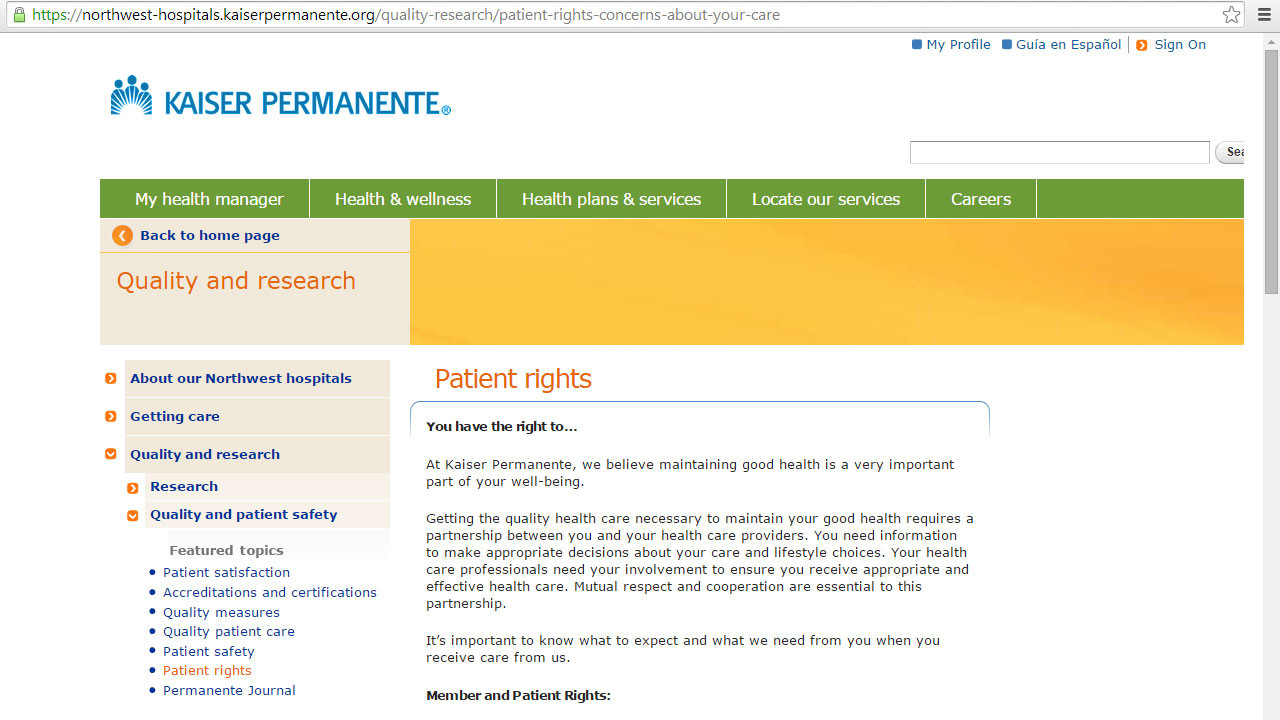 https://northwest-hospitals.kaiserpermanente.org/quality-research/patient-rights-concerns-about-your-care
My Profile Guía en Español Sign On
KAISER PERMANENTE®
My health manager Health & wellness Health plans & services Locate our services Careers
Back to home page
Quality and research
About our Northwest hospitals
Getting care
Quality and research
Research
Quality and patient safety
Featured topics
Patient satisfaction
Accreditations and certifications
Quality measures
Quality patient care
Patient safety
Patient rights
Permanente Journal
Patient rights
You have the right to…
At Kaiser Permanente, we believe maintaining good health is a very important
part of your well-being.
Getting the quality health care necessary to maintain your good health requires a
partnership between you and your health care providers. You need information
to make appropriate decisions about your care and lifestyle choices. Your health
care professionals need your involvement to ensure you receive appropriate and
effective health care. Mutual respect and cooperation are essential to this
partnership.
It’s important to know what to expect and what we need from you when you
receive care from us.
Member and Patient Rights: